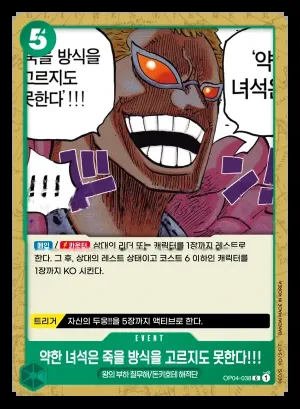 5
죽을 방식을
고르지도
못한다'!!!
'약
녀석은
메인 / 카운터 상대의 리더 또는 캐릭터를 1장까지 레스트로
한다. 그 후, 상대의 레스트 상태이고 코스트 6 이하인 캐릭터를
1장까지 KO 시킨다.
트리거 자신의 두웅!!을 5장까지 액티브로 한다.
EVENT
약한 녀석은 죽을 방식을 고르지도 못한다!!!
왕의 부하 칠무해/돈키호테 해적단
OP04-038 C 1